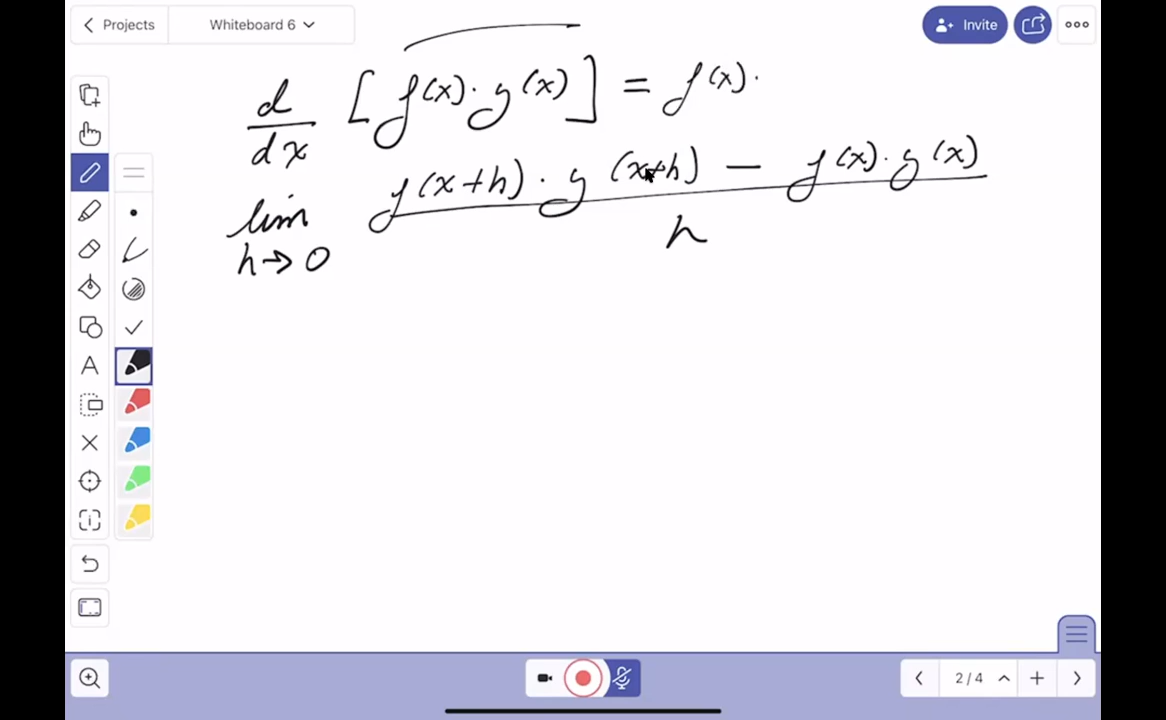 Projects
Whiteboard 6
Invite
d/dx [f(x)·g(x)] = f(x)·
lim h→0 f(x+h)·g(x+h) − f(x)·g(x) / h
A
2/4